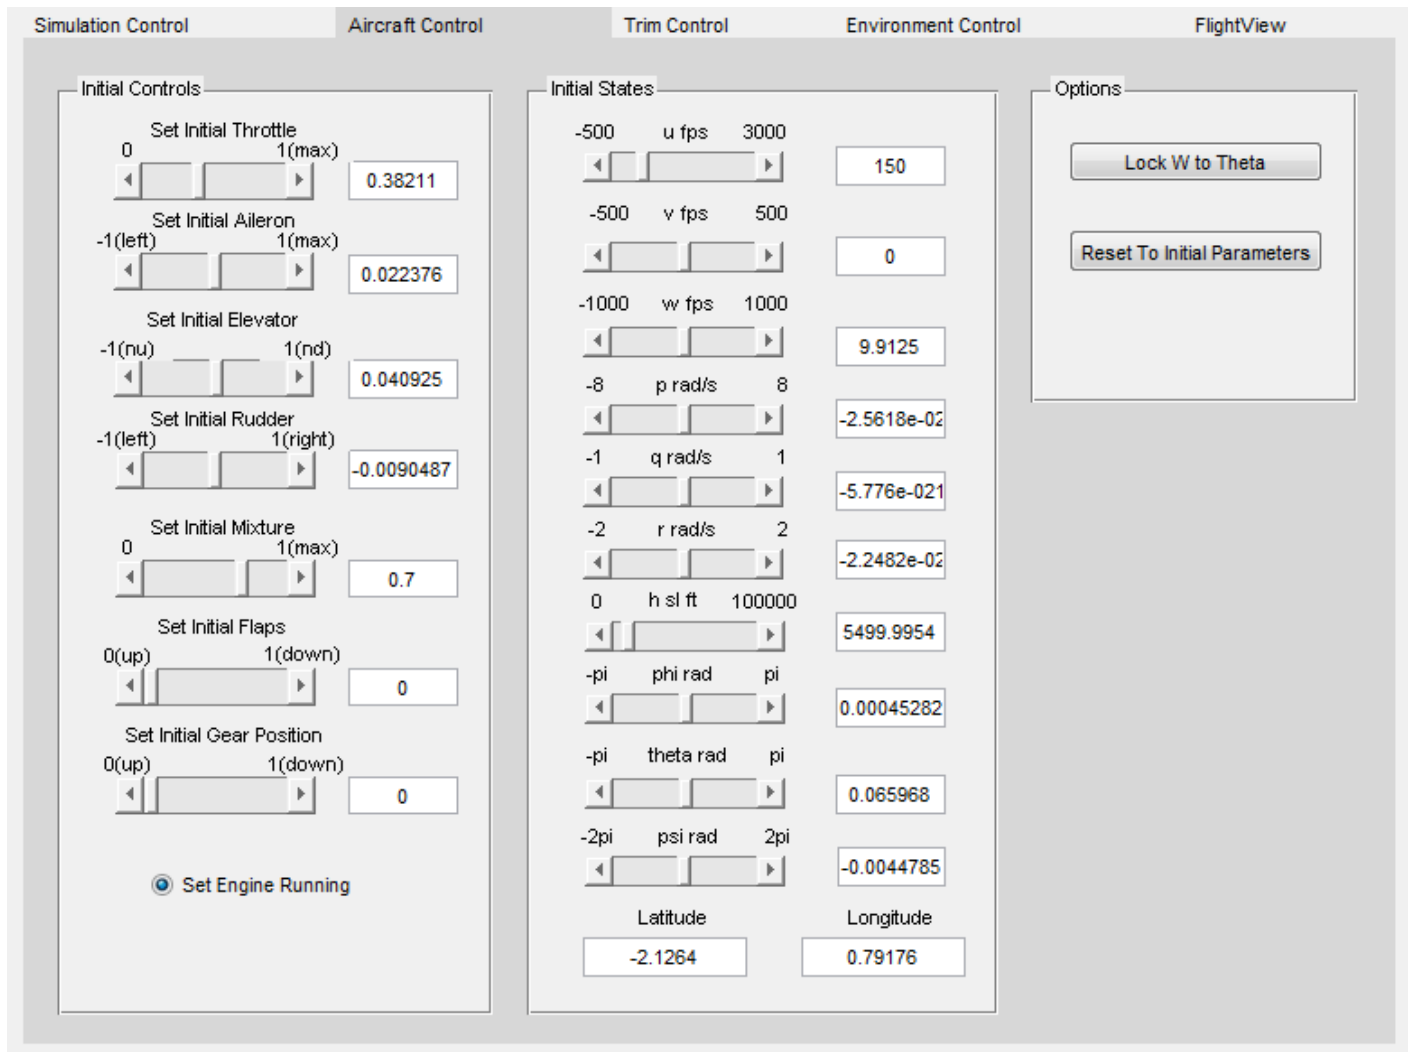 Simulation Control Aircraft Control Trim Control Environment Control FlightView
Initial Controls
Set Initial Throttle
0 1(max)
0.38211
Set Initial Aileron
-1(left) 1(max)
0.022376
Set Initial Elevator
-1(nu) 1(nd)
0.040925
Set Initial Rudder
-1(left) 1(right)
-0.0090487
Set Initial Mixture
0 1(max)
0.7
Set Initial Flaps
0(up) 1(down)
0
Set Initial Gear Position
0(up) 1(down)
0
Set Engine Running
Initial States
-500 u fps 3000
150
-500 v fps 500
0
-1000 w fps 1000
9.9125
-8 p rad/s 8
-2.5618e-02
-1 q rad/s 1
-5.776e-021
-2 r rad/s 2
-2.2482e-02
0 h sl ft 100000
5499.9954
-pi phi rad pi
0.00045282
-pi theta rad pi
0.065968
-2pi psi rad 2pi
-0.0044785
Latitude Longitude
-2.1264 0.79176
Options
Lock W to Theta
Reset To Initial Parameters